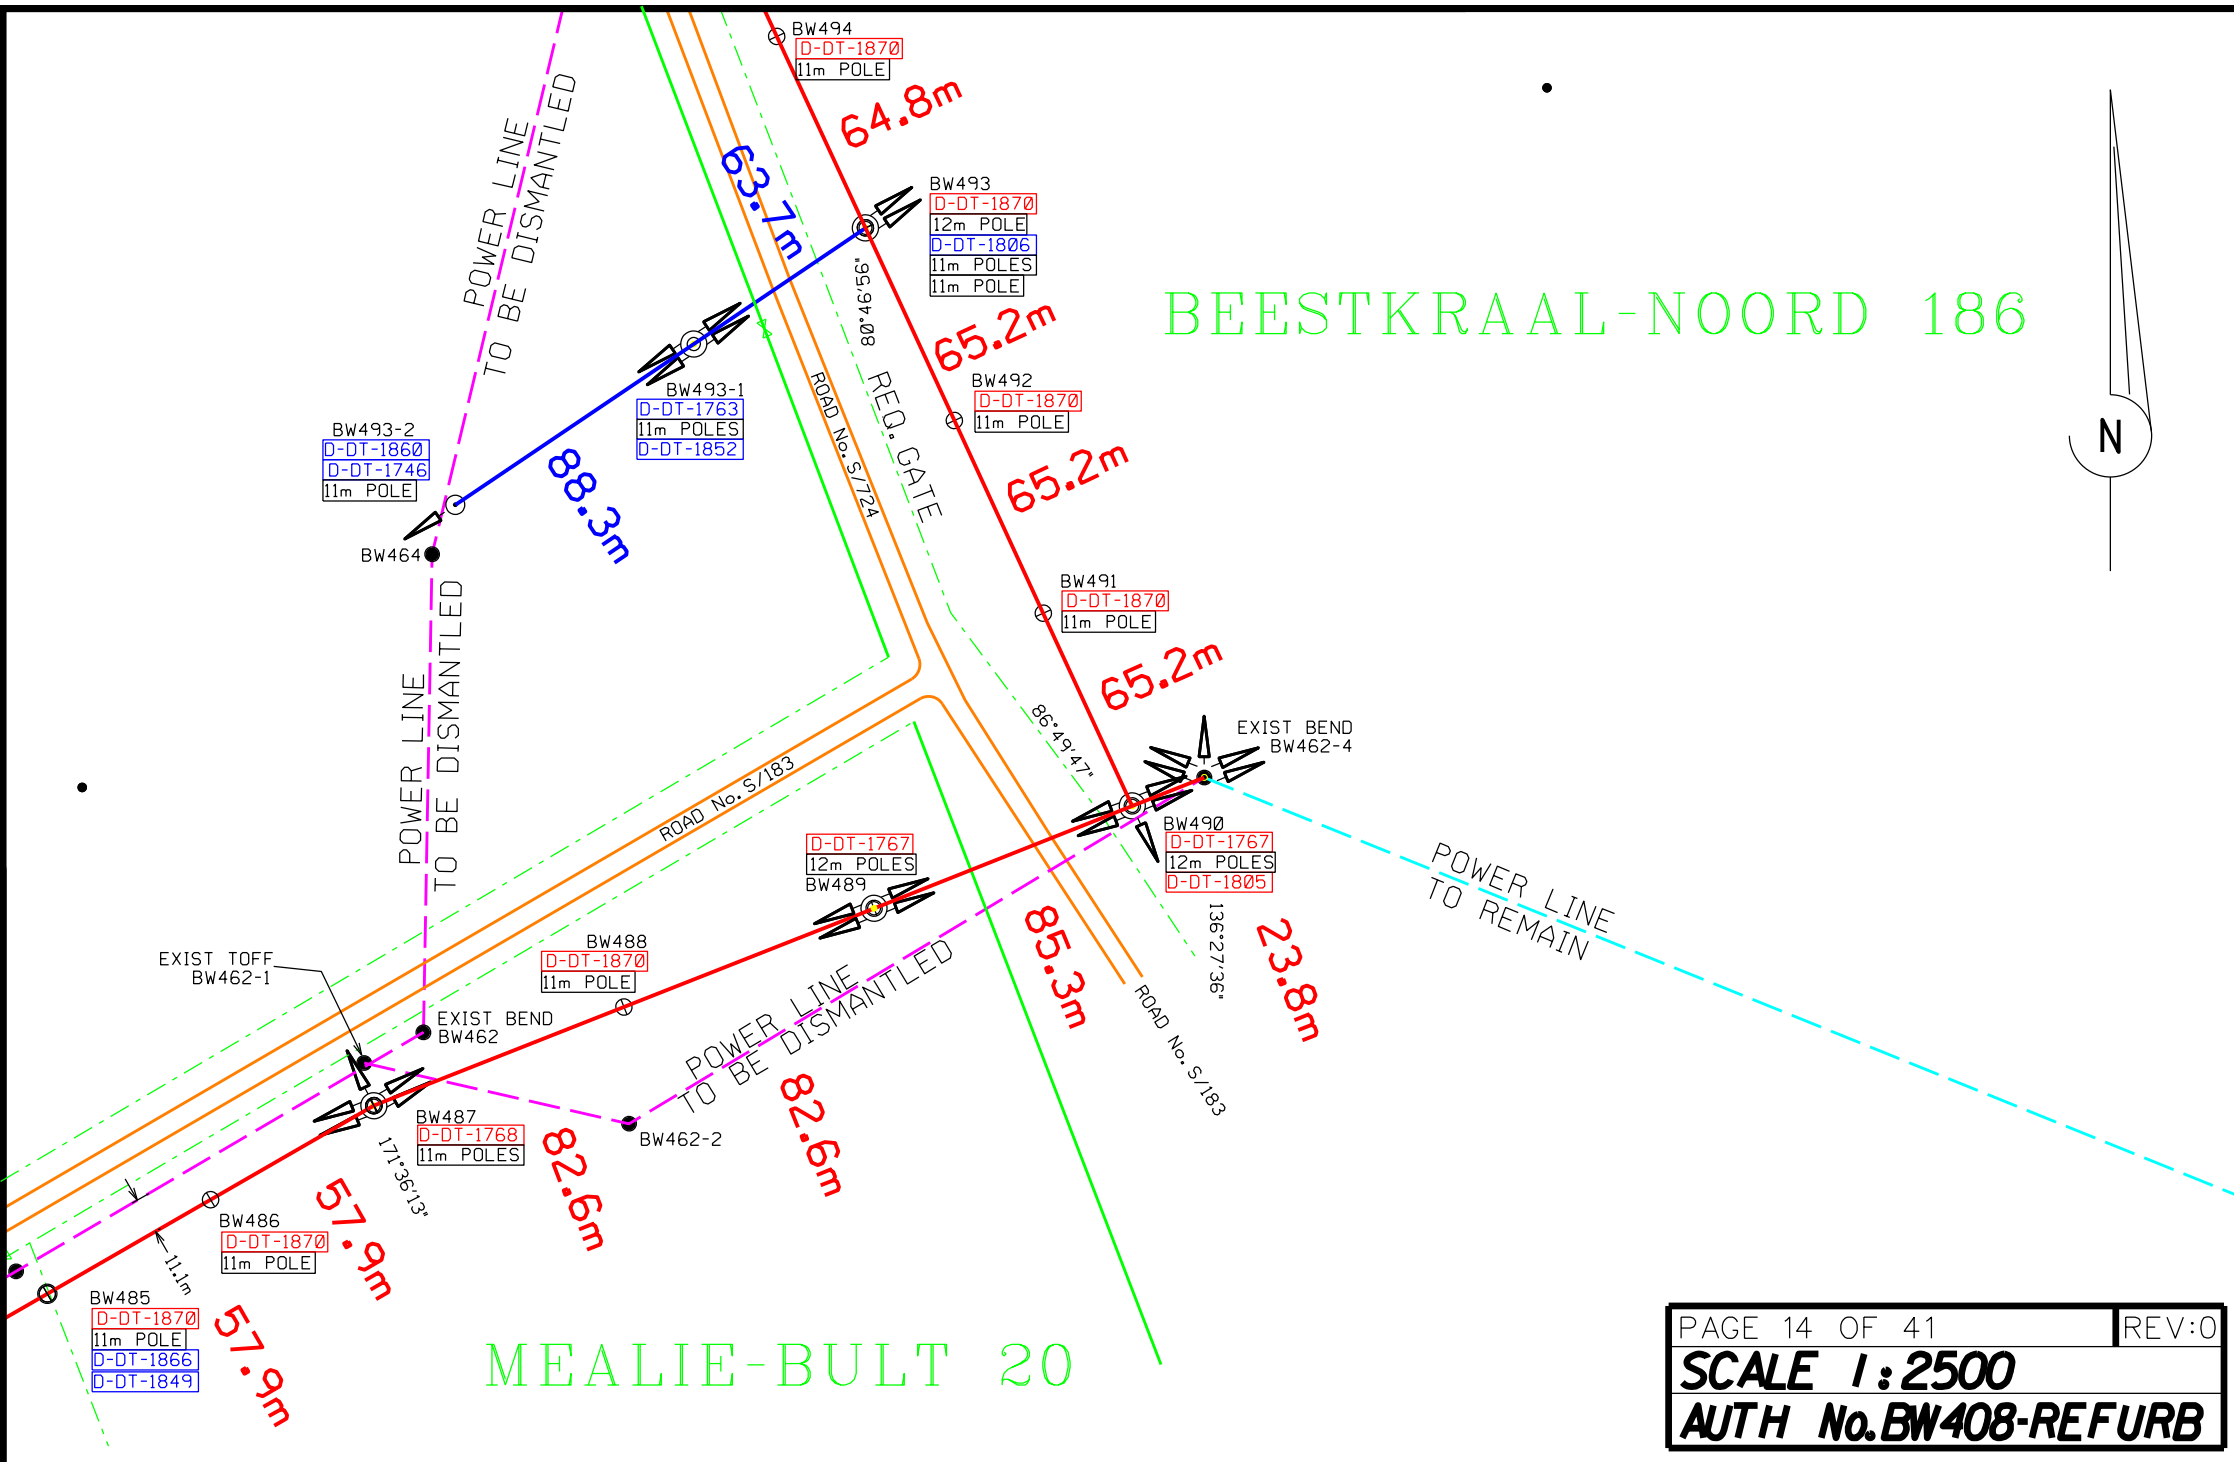 BW494
D-DT-1870
11m POLE
64.8m
POWER LINE
TO BE DISMANTLED
63.7m
BW493
D-DT-1870
12m POLE
D-DT-1806
11m POLES
11m POLE
80°46'56"
BEESTKRAAL-NOORD 186
65.2m
BW492
D-DT-1870
11m POLE
REQ. GATE
ROAD No. S/724
BW493-1
D-DT-1763
11m POLES
D-DT-1852
BW493-2
D-DT-1860
D-DT-1746
11m POLE
88.3m
65.2m
N
BW464
BW491
D-DT-1870
11m POLE
POWER LINE
TO BE DISMANTLED
65.2m
86°49'47"
EXIST BEND
BW462-4
ROAD No. S/183
BW490
D-DT-1767
12m POLES
D-DT-1805
D-DT-1767
12m POLES
BW489
136°27'36"
POWER LINE
TO REMAIN
85.3m
23.8m
BW488
D-DT-1870
11m POLE
EXIST TOFF
BW462-1
POWER LINE
TO BE DISMANTLED
EXIST BEND
BW462
ROAD No. S/183
BW487
D-DT-1768
11m POLES
BW462-2
82.6m
82.6m
171°36'13"
57.9m
BW486
D-DT-1870
11m POLE
11.1m
BW485
D-DT-1870
11m POLE
D-DT-1866
D-DT-1849
57.9m
MEALIE-BULT 20
PAGE 14 OF 41 REV:0
SCALE 1:2500
AUTH No. BW408-REFURB